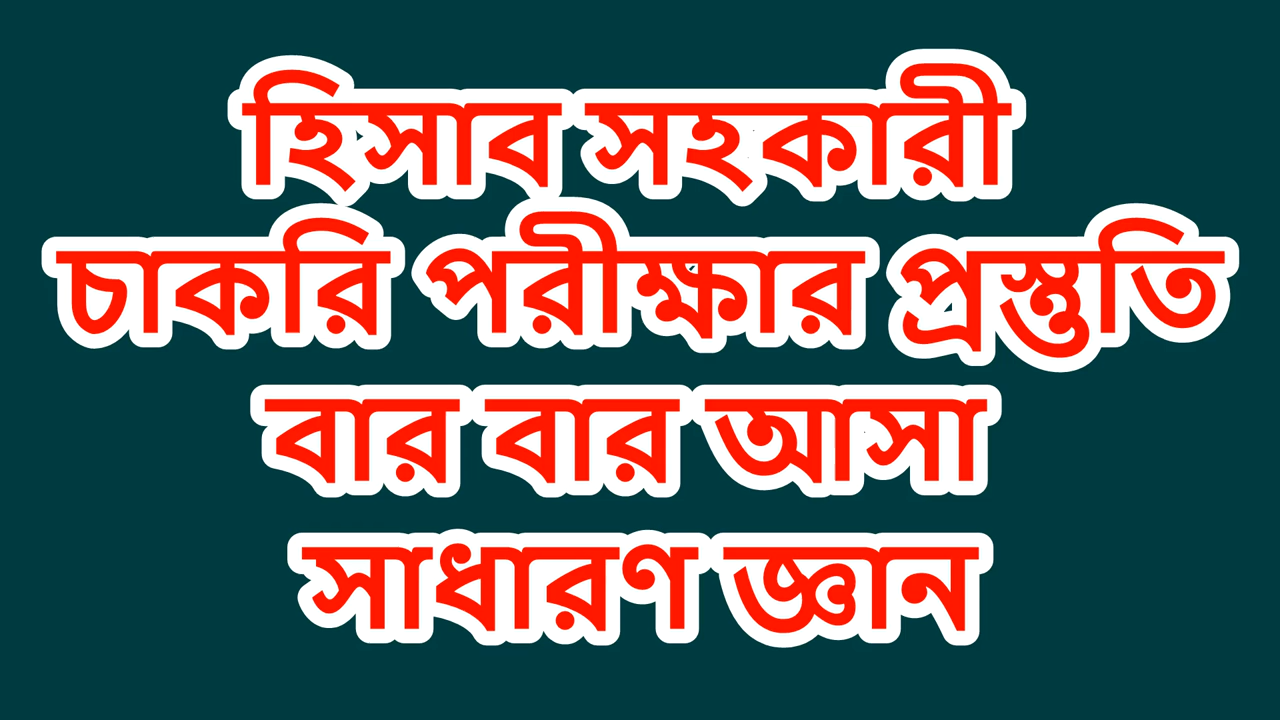 হিসাব সহকারী
চাকরি পরীক্ষার প্রস্তুতি
বার বার আসা
সাধারণ জ্ঞান